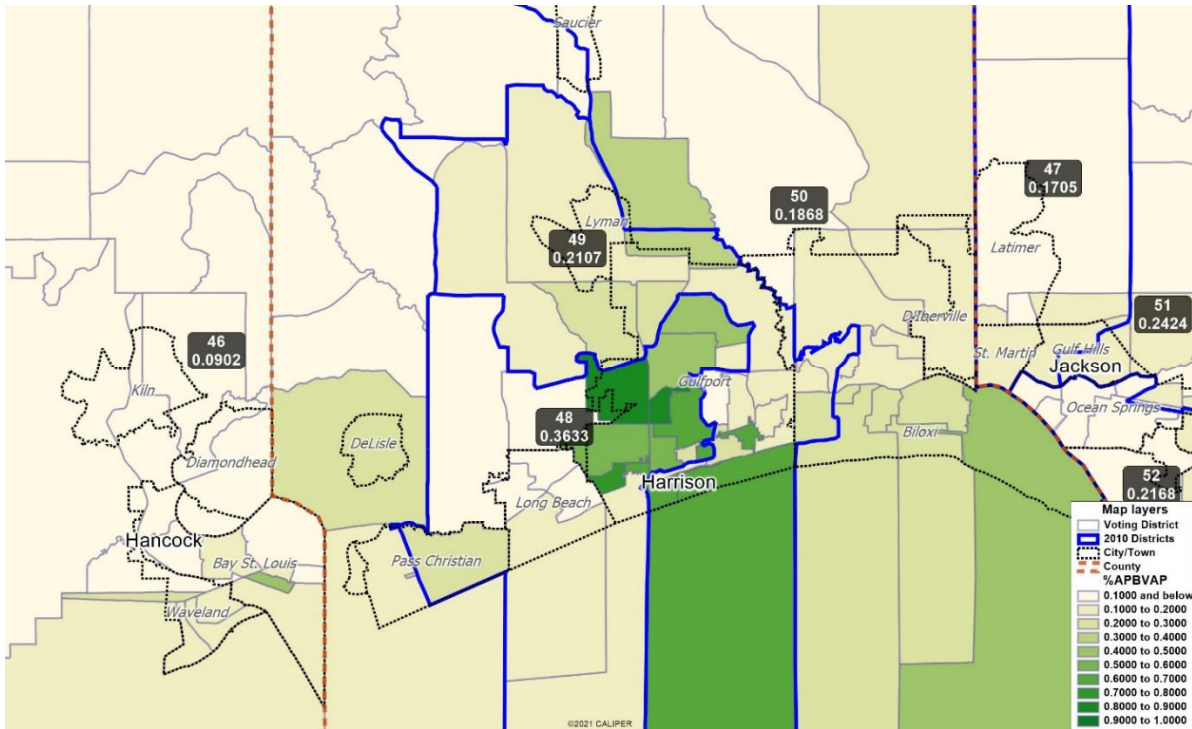 Saucier
47
0.1705
50
0.1868
Lyman
49
0.2107
Latimer
D'Iberville
51
0.2424
46
0.0902
St. Martin
Gulf Hills
Jackson
Kiln
Gulfport
Ocean Springs
48
0.3633
DeLisle
Biloxi
Diamondhead
52
0.2168
Harrison
Long Beach
Hancock
Bay St. Louis
Pass Christian
Waveland
Map layers
Voting District
2010 Districts
City/Town
County
%APBVAP
0.1000 and below
0.1000 to 0.2000
0.2000 to 0.3000
0.3000 to 0.4000
0.4000 to 0.5000
0.5000 to 0.6000
0.6000 to 0.7000
0.7000 to 0.8000
0.8000 to 0.9000
0.9000 to 1.0000
©2021 CALIPER